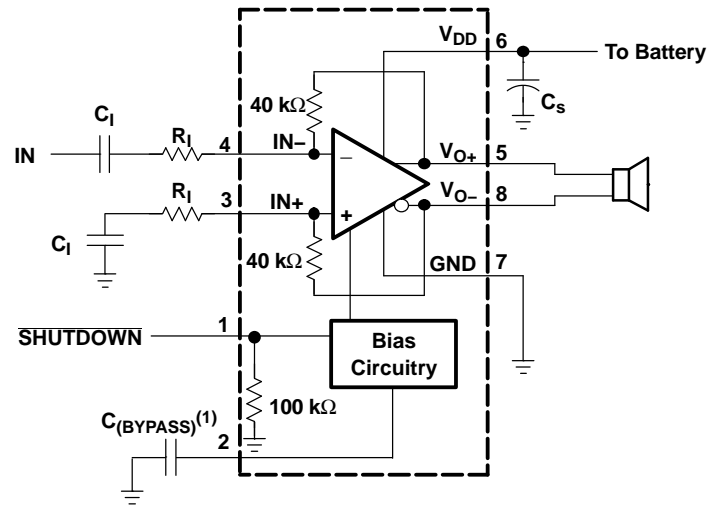 V_DD 6
To Battery
40 kΩ
C_s
C_I
R_I
4
IN−
IN
−
V_O+
5
R_I
3
IN+
V_O−
8
+
C_I
40 kΩ
GND
7
SHUTDOWN
1
Bias
Circuitry
100 kΩ
C_(BYPASS)^(1)
2